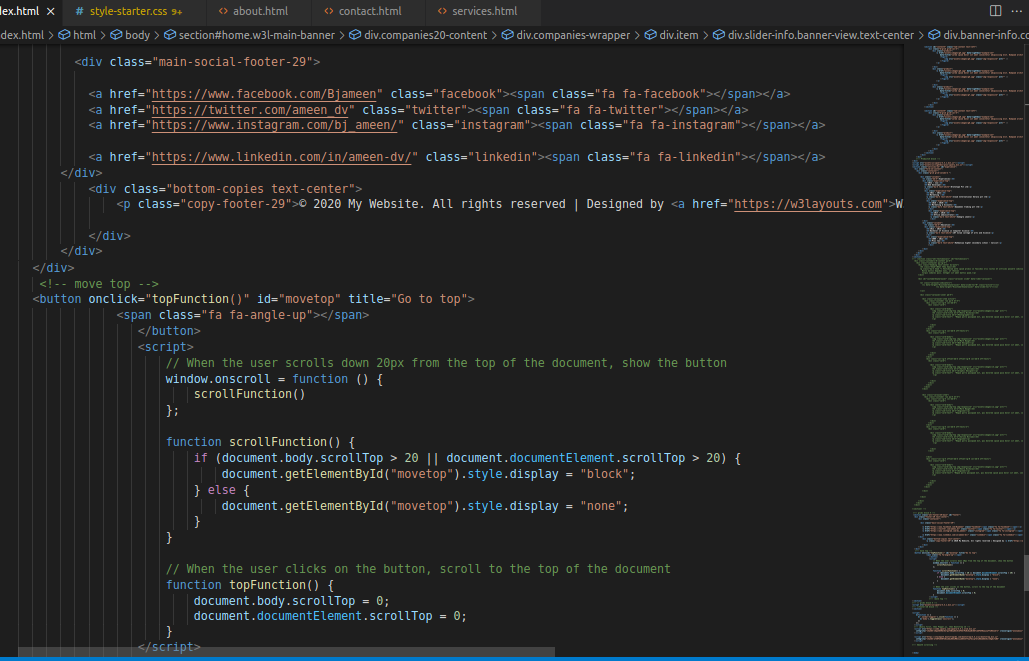 ex.html × # style-starter.css 9+ <> about.html <> contact.html <> services.html
dex.html > html > body > section#home.w3l-main-banner > div.companies20-content > div.companies-wrapper > div.item > div.slider-info.banner-view.text-center > div.banner-info.co
<div class="main-social-footer-29">
<a href="https://www.facebook.com/Bjameen" class="facebook"><span class="fa fa-facebook"></span></a>
<a href="https://twitter.com/ameen_dv" class="twitter"><span class="fa fa-twitter"></span></a>
<a href="https://www.instagram.com/bj_ameen/" class="instagram"><span class="fa fa-instagram"></span></a>
<a href="https://www.linkedin.com/in/ameen-dv/" class="linkedin"><span class="fa fa-linkedin"></span></a>
</div>
<div class="bottom-copies text-center">
<p class="copy-footer-29">© 2020 My Website. All rights reserved | Designed by <a href="https://w3layouts.com">W
</div>
</div>
</div>
<!-- move top -->
<button onclick="topFunction()" id="movetop" title="Go to top">
<span class="fa fa-angle-up"></span>
</button>
<script>
// When the user scrolls down 20px from the top of the document, show the button
window.onscroll = function () {
scrollFunction()
};
function scrollFunction() {
if (document.body.scrollTop > 20 || document.documentElement.scrollTop > 20) {
document.getElementById("movetop").style.display = "block";
} else {
document.getElementById("movetop").style.display = "none";
}
}
// When the user clicks on the button, scroll to the top of the document
function topFunction() {
document.body.scrollTop = 0;
document.documentElement.scrollTop = 0;
}
</script>